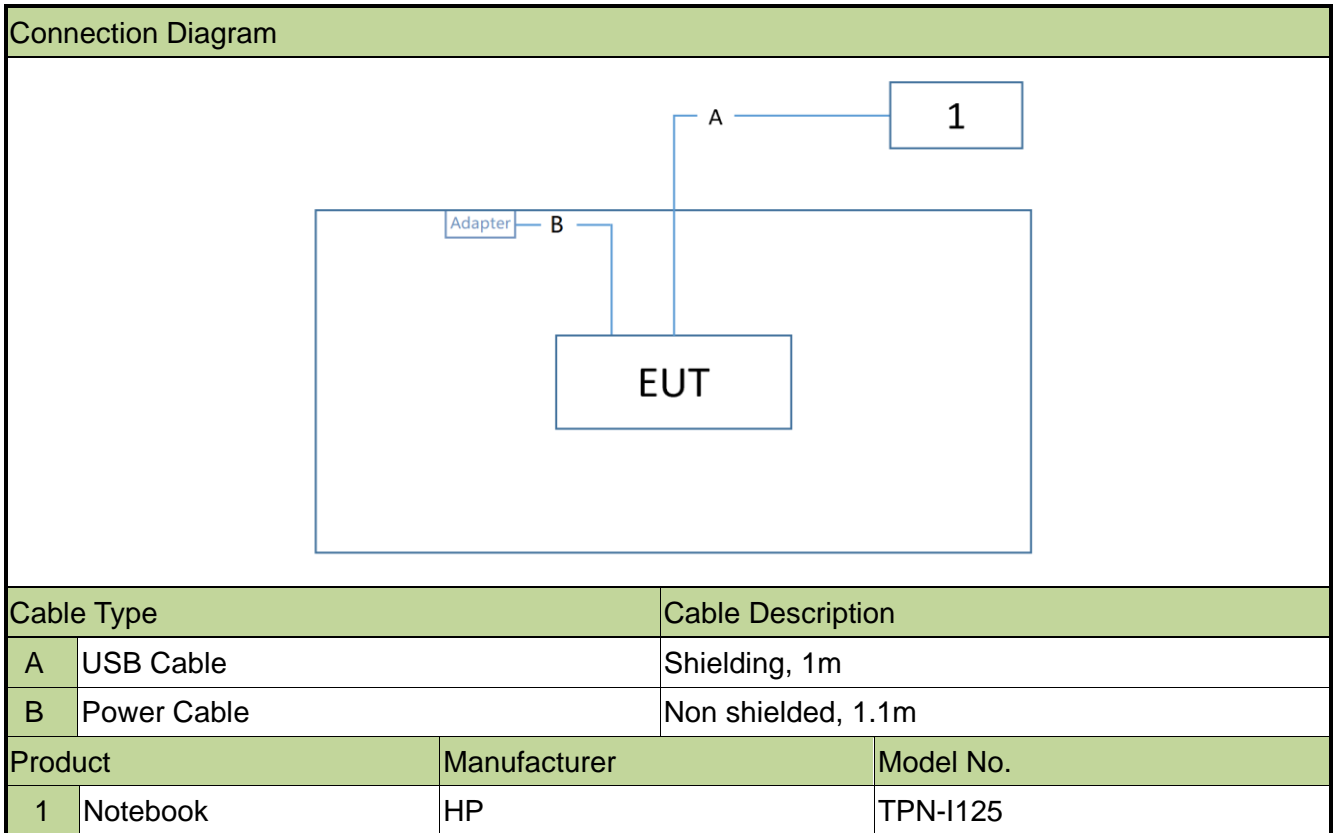 Connection Diagram
A
1
Adapter
B
EUT
Cable Type Cable Description
A USB Cable Shielding, 1m
B Power Cable Non shielded, 1.1m
Product Manufacturer Model No.
1 Notebook HP TPN-I125